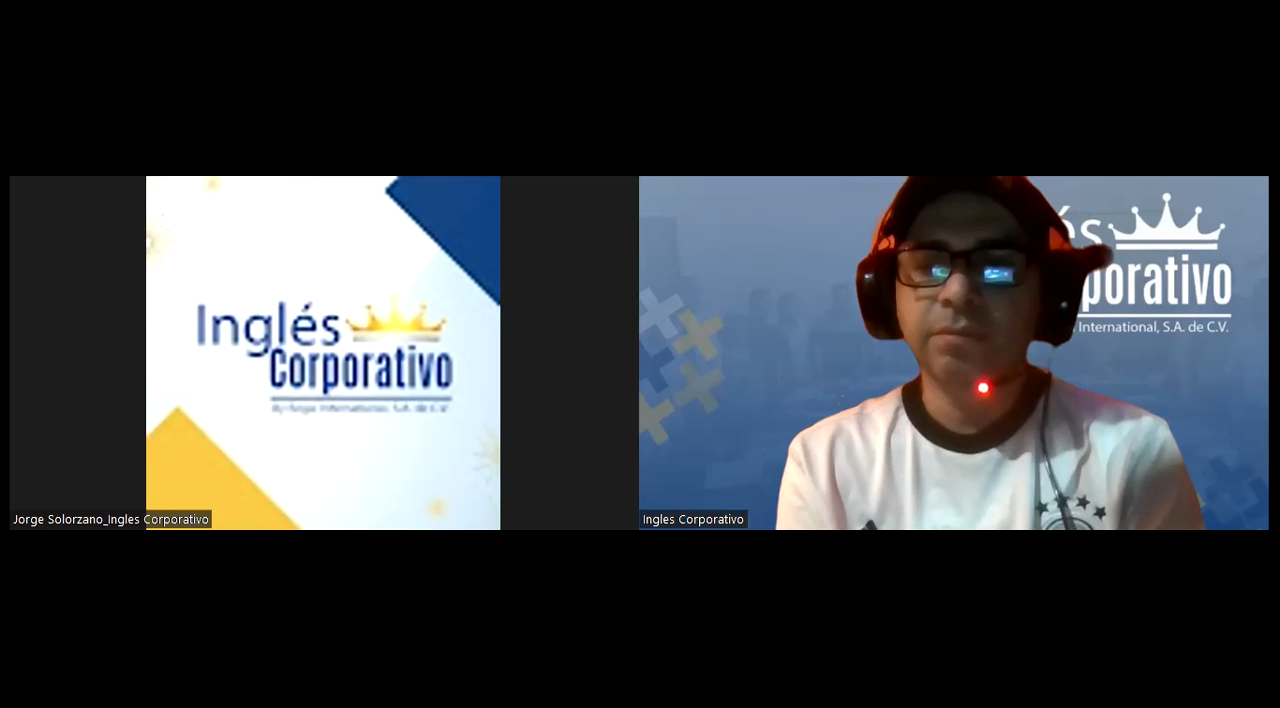 Inglés
Corporativo
Jorge Solorzano_Ingles Corporativo
és
porativo
International, S.A. de C.V.
Ingles Corporativo